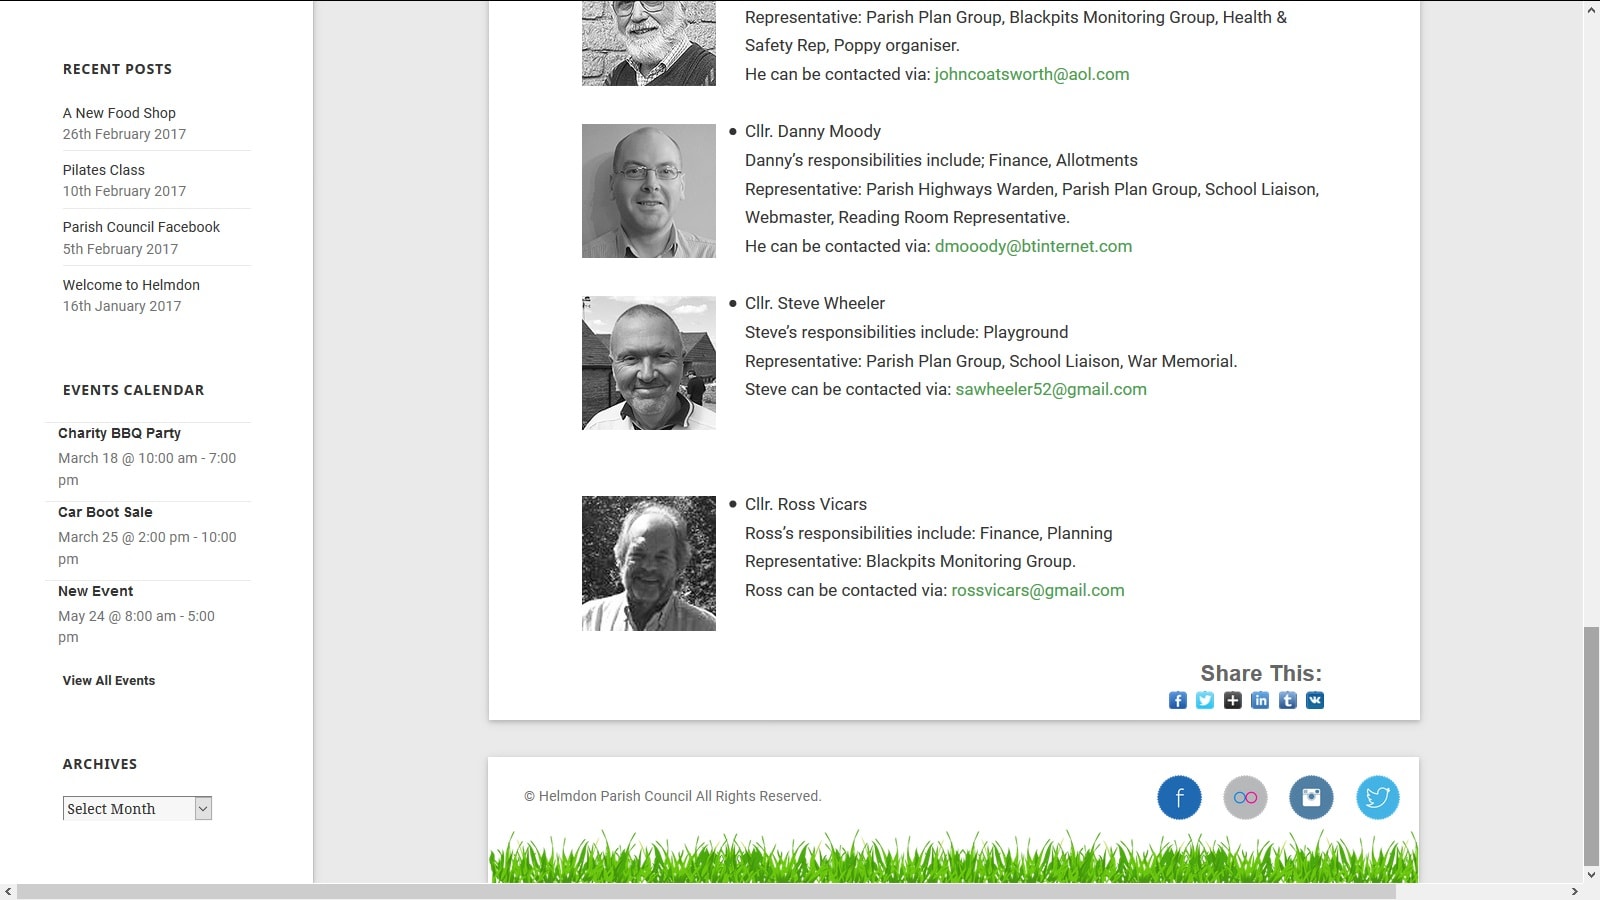 RECENT POSTS
A New Food Shop
26th February 2017
Pilates Class
10th February 2017
Parish Council Facebook
5th February 2017
Welcome to Helmdon
16th January 2017
EVENTS CALENDAR
Charity BBQ Party
March 18 @ 10:00 am - 7:00
pm
Car Boot Sale
March 25 @ 2:00 pm - 10:00
pm
New Event
May 24 @ 8:00 am - 5:00
pm
View All Events
ARCHIVES
Select Month
Representative: Parish Plan Group, Blackpits Monitoring Group, Health &
Safety Rep, Poppy organiser.
He can be contacted via: johncoatsworth@aol.com
Cllr. Danny Moody
Danny’s responsibilities include; Finance, Allotments
Representative: Parish Highways Warden, Parish Plan Group, School Liaison,
Webmaster, Reading Room Representative.
He can be contacted via: dmooody@btinternet.com
Cllr. Steve Wheeler
Steve’s responsibilities include: Playground
Representative: Parish Plan Group, School Liaison, War Memorial.
Steve can be contacted via: sawheeler52@gmail.com
Cllr. Ross Vicars
Ross’s responsibilities include: Finance, Planning
Representative: Blackpits Monitoring Group.
Ross can be contacted via: rossvicars@gmail.com
Share This:
© Helmdon Parish Council All Rights Reserved.